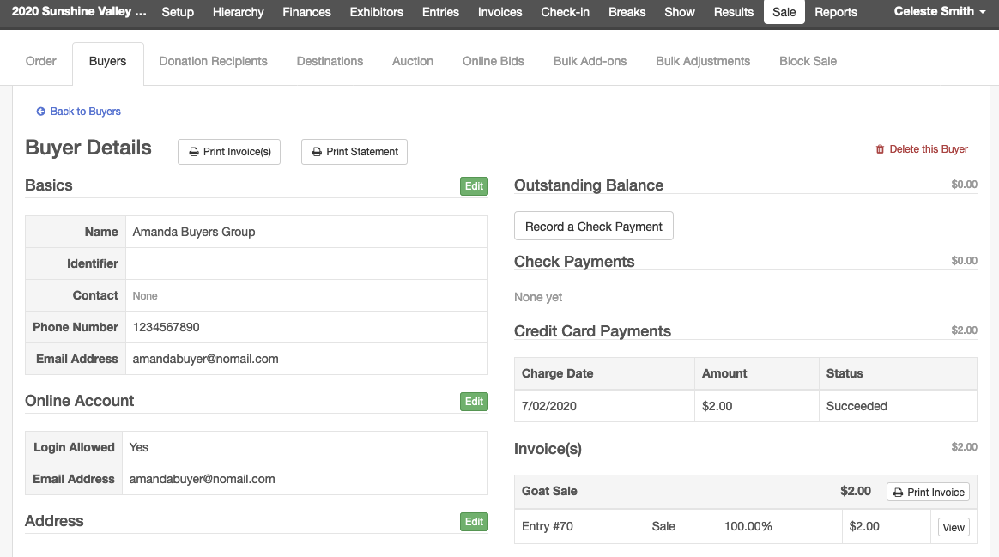 2020 Sunshine Valley ... Setup Hierarchy Finances Exhibitors Entries Invoices Check-in Breaks Show Results Sale Reports Celeste Smith
Order Buyers Donation Recipients Destinations Auction Online Bids Bulk Add-ons Bulk Adjustments Block Sale
Back to Buyers
Buyer Details Print Invoice(s) Print Statement Delete this Buyer
Basics Edit
Name Amanda Buyers Group
Identifier
Contact None
Phone Number 1234567890
Email Address amandabuyer@nomail.com
Online Account Edit
Login Allowed Yes
Email Address amandabuyer@nomail.com
Address Edit
Outstanding Balance $0.00
Record a Check Payment
Check Payments $0.00
None yet
Credit Card Payments $2.00
Charge Date Amount Status
7/02/2020 $2.00 Succeeded
Invoice(s) $2.00
Goat Sale $2.00 Print Invoice
Entry #70 Sale 100.00% $2.00 View